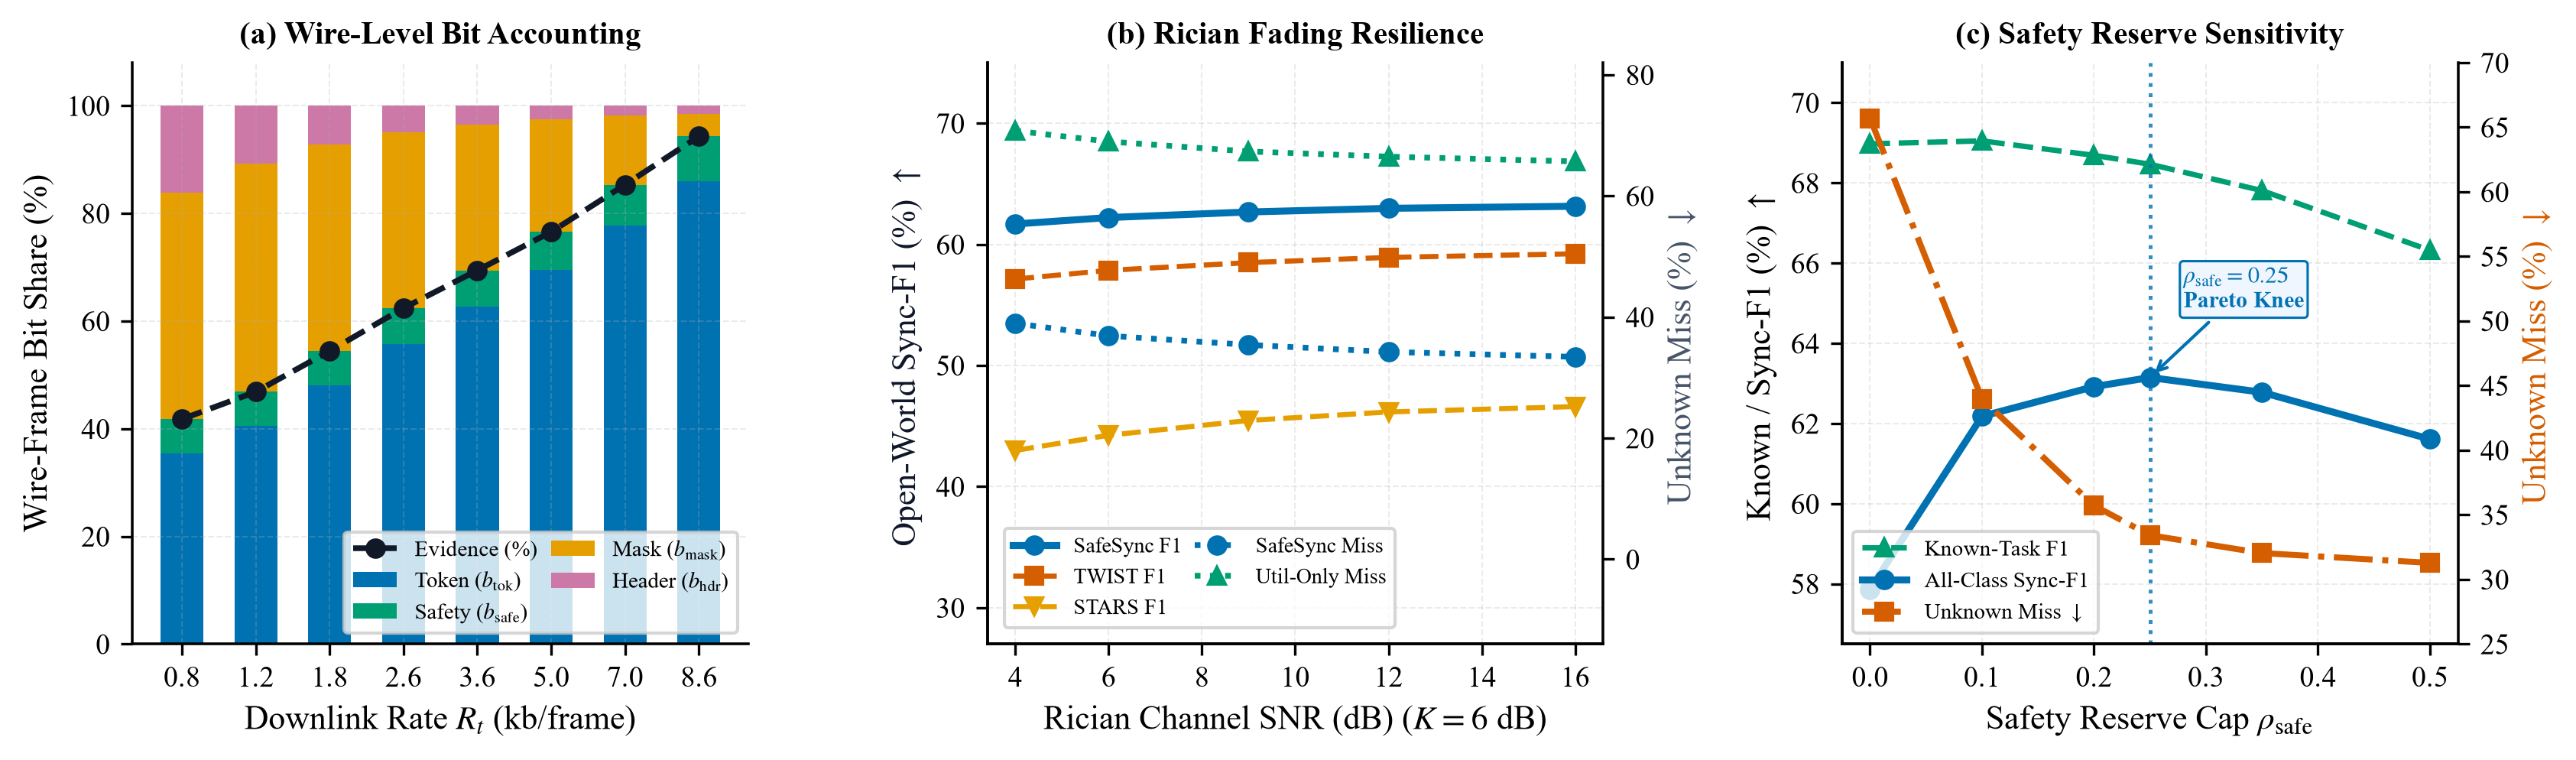 (a) Wire-Level Bit Accounting
Wire-Frame Bit Share (%)
100
80
60
40
20
0
0.8 1.2 1.8 2.6 3.6 5.0 7.0 8.6
Downlink Rate R_t (kb/frame)
Evidence (%)
Token (b_tok)
Safety (b_safe)
Mask (b_mask)
Header (b_hdr)
(b) Rician Fading Resilience
Open-World Sync-F1 (%) ↑
70
60
50
40
30
4 6 8 10 12 14 16
Rician Channel SNR (dB) (K = 6 dB)
80
60
40
20
0
Unknown Miss (%) ↓
SafeSync F1
TWIST F1
STARS F1
SafeSync Miss
Util-Only Miss
(c) Safety Reserve Sensitivity
Known / Sync-F1 (%) ↑
70
68
66
64
62
60
58
0.0 0.1 0.2 0.3 0.4 0.5
Safety Reserve Cap ρ_safe
70
65
60
55
50
45
40
35
30
25
Unknown Miss (%) ↓
ρ_safe = 0.25
Pareto Knee
Known-Task F1
All-Class Sync-F1
Unknown Miss ↓